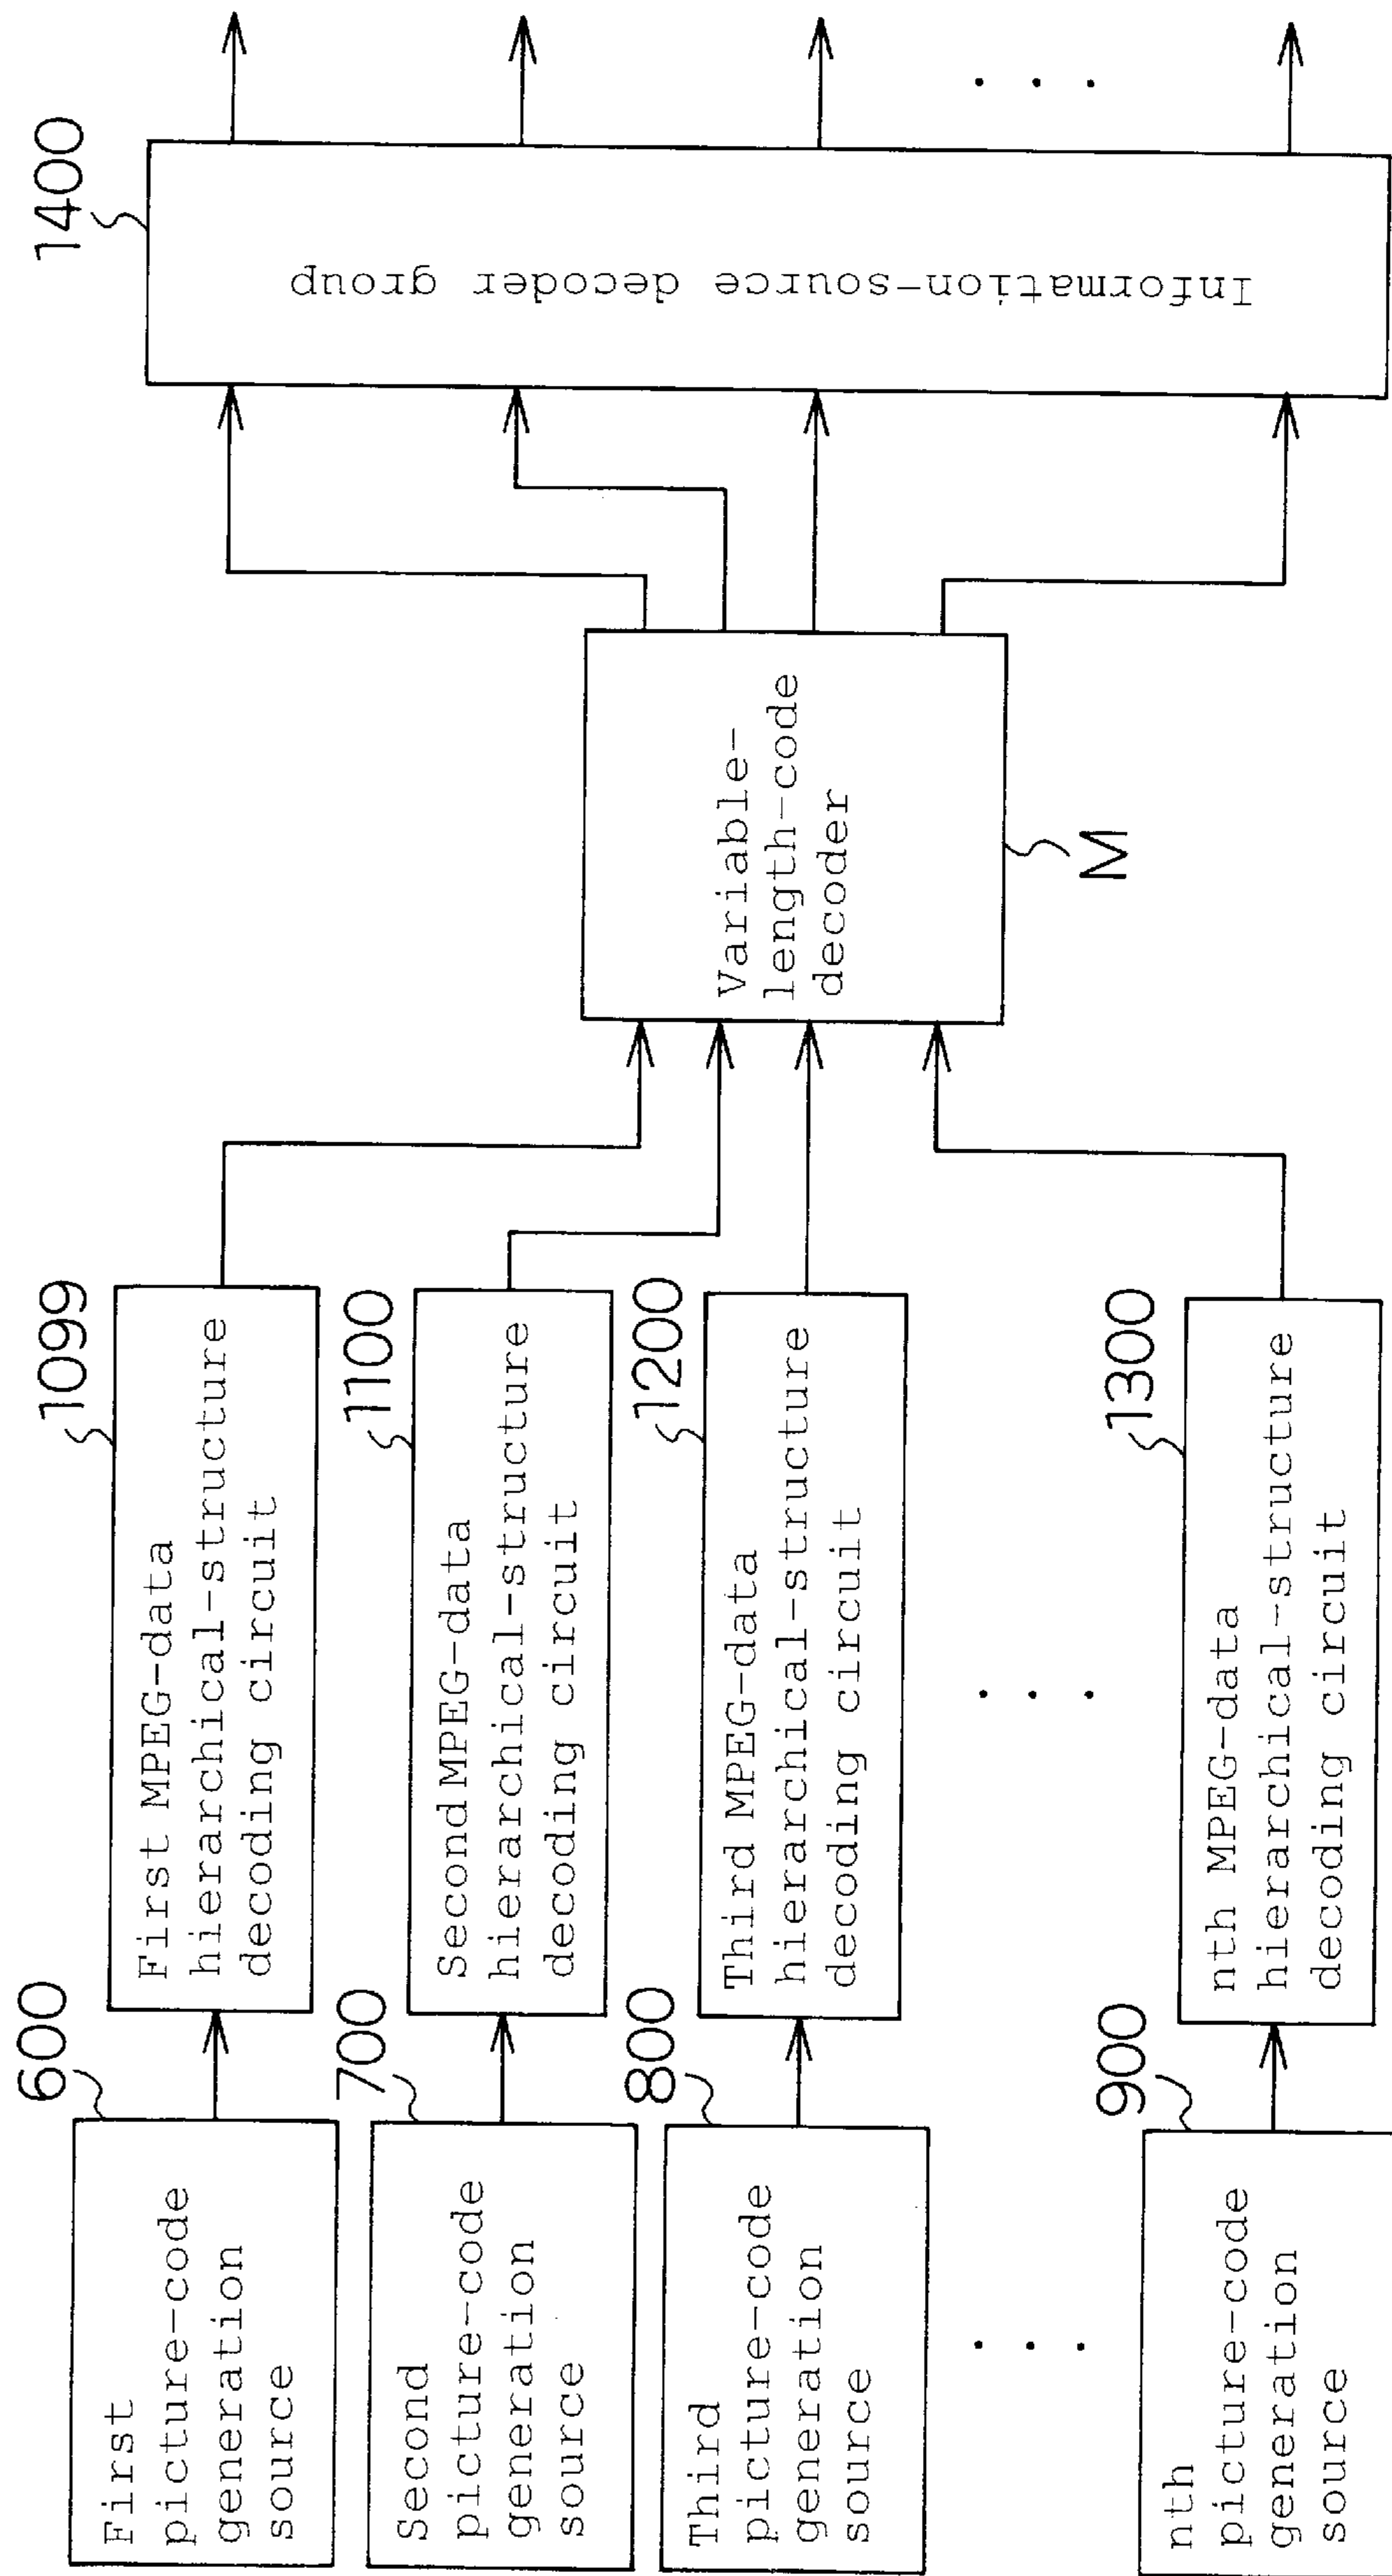 600
First
picture-code
generation
source
1099
First MPEG-data
hierarchical-structure
decoding circuit
700
Second
picture-code
generation
source
1100
Second MPEG-data
hierarchical-structure
decoding circuit
800
Third
picture-code
generation
source
1200
Third MPEG-data
hierarchical-structure
decoding circuit
900
nth
picture-code
generation
source
1300
nth MPEG-data
hierarchical-structure
decoding circuit
Variable-
length-code
decoder
M
1400
Information-source decoder group